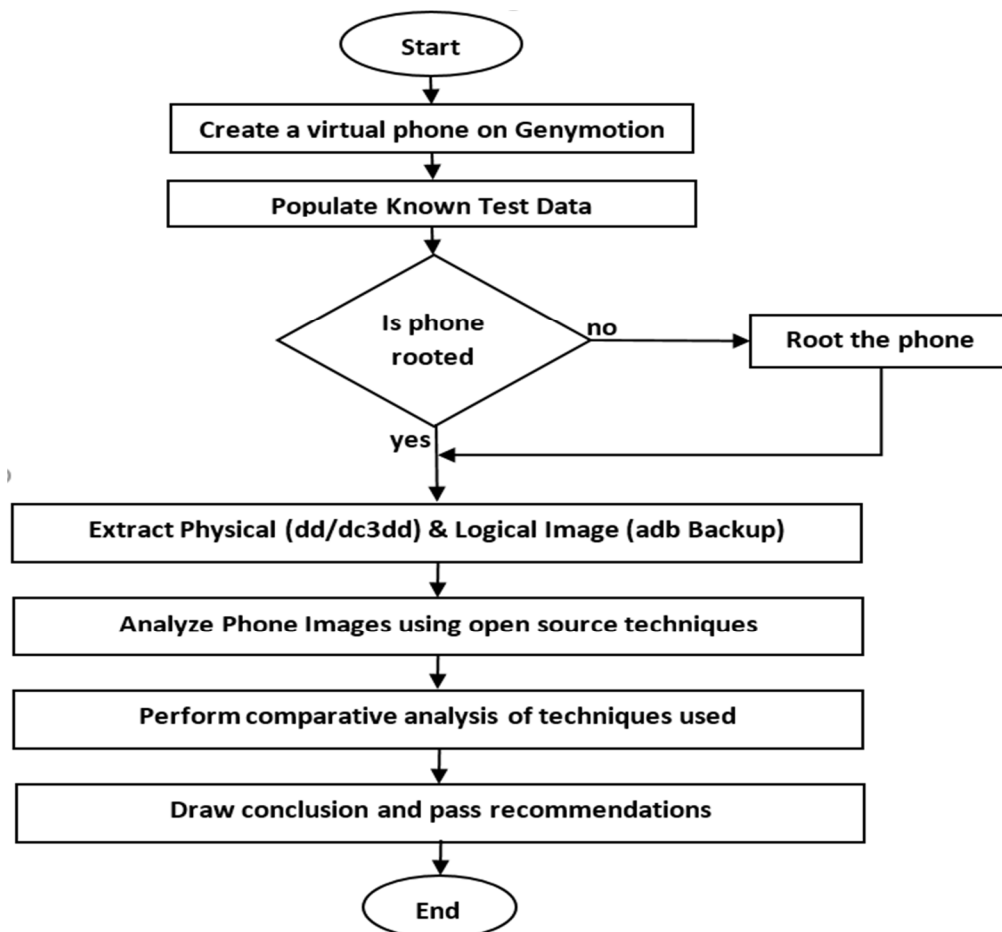 Start
Create a virtual phone on Genymotion
Populate Known Test Data
Is phone
rooted
no
Root the phone
yes
Extract Physical (dd/dc3dd) & Logical Image (adb Backup)
Analyze Phone Images using open source techniques
Perform comparative analysis of techniques used
Draw conclusion and pass recommendations
End